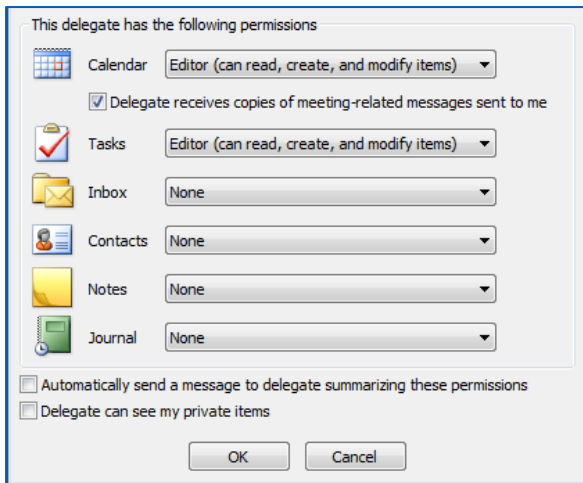 This delegate has the following permissions
Calendar Editor (can read, create, and modify items)
Delegate receives copies of meeting-related messages sent to me
Tasks Editor (can read, create, and modify items)
Inbox None
Contacts None
Notes None
Journal None
Automatically send a message to delegate summarizing these permissions
Delegate can see my private items
OK Cancel